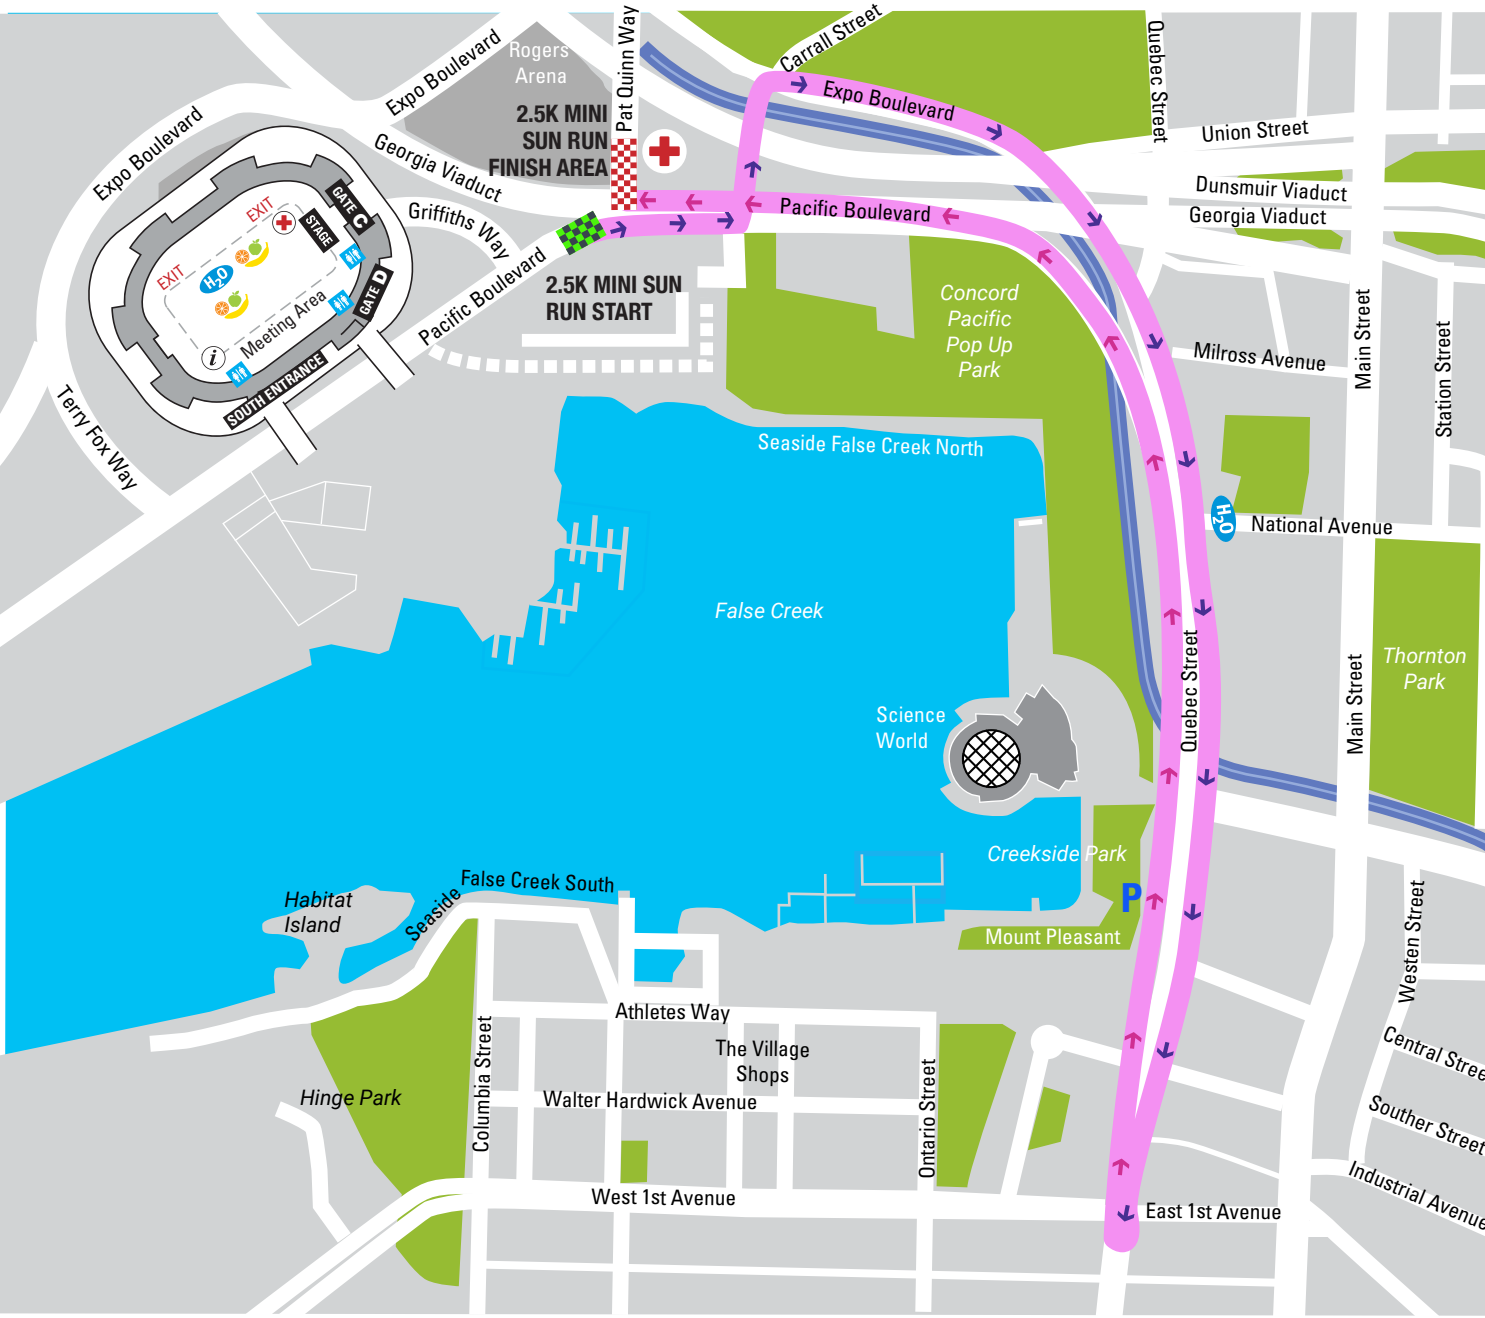 Rogers
Arena
Expo Boulevard
Pat Quinn Way
Carrall Street
Quebec Street
Expo Boulevard
Union Street
2.5K MINI
SUN RUN
FINISH AREA
Expo Boulevard
Georgia Viaduct
Dunsmuir Viaduct
Georgia Viaduct
Pacific Boulevard
Griffiths Way
GATE C
EXIT
STAGE
EXIT
H2O
GATE D
Meeting Area
i
SOUTH ENTRANCE
Pacific Boulevard
2.5K MINI SUN
RUN START
Concord
Pacific
Pop Up
Park
Milross Avenue
Main Street
Station Street
Terry Fox Way
Seaside False Creek North
H2O
National Avenue
False Creek
Quebec Street
Thornton
Park
Main Street
Science
World
Creekside Park
P
Mount Pleasant
Habitat
Island
Seaside
False Creek South
Westen Street
Athletes Way
Central Stree
The Village
Shops
Columbia Street
Ontario Street
Hinge Park
Walter Hardwick Avenue
Souther Street
Industrial Avenue
West 1st Avenue
East 1st Avenue